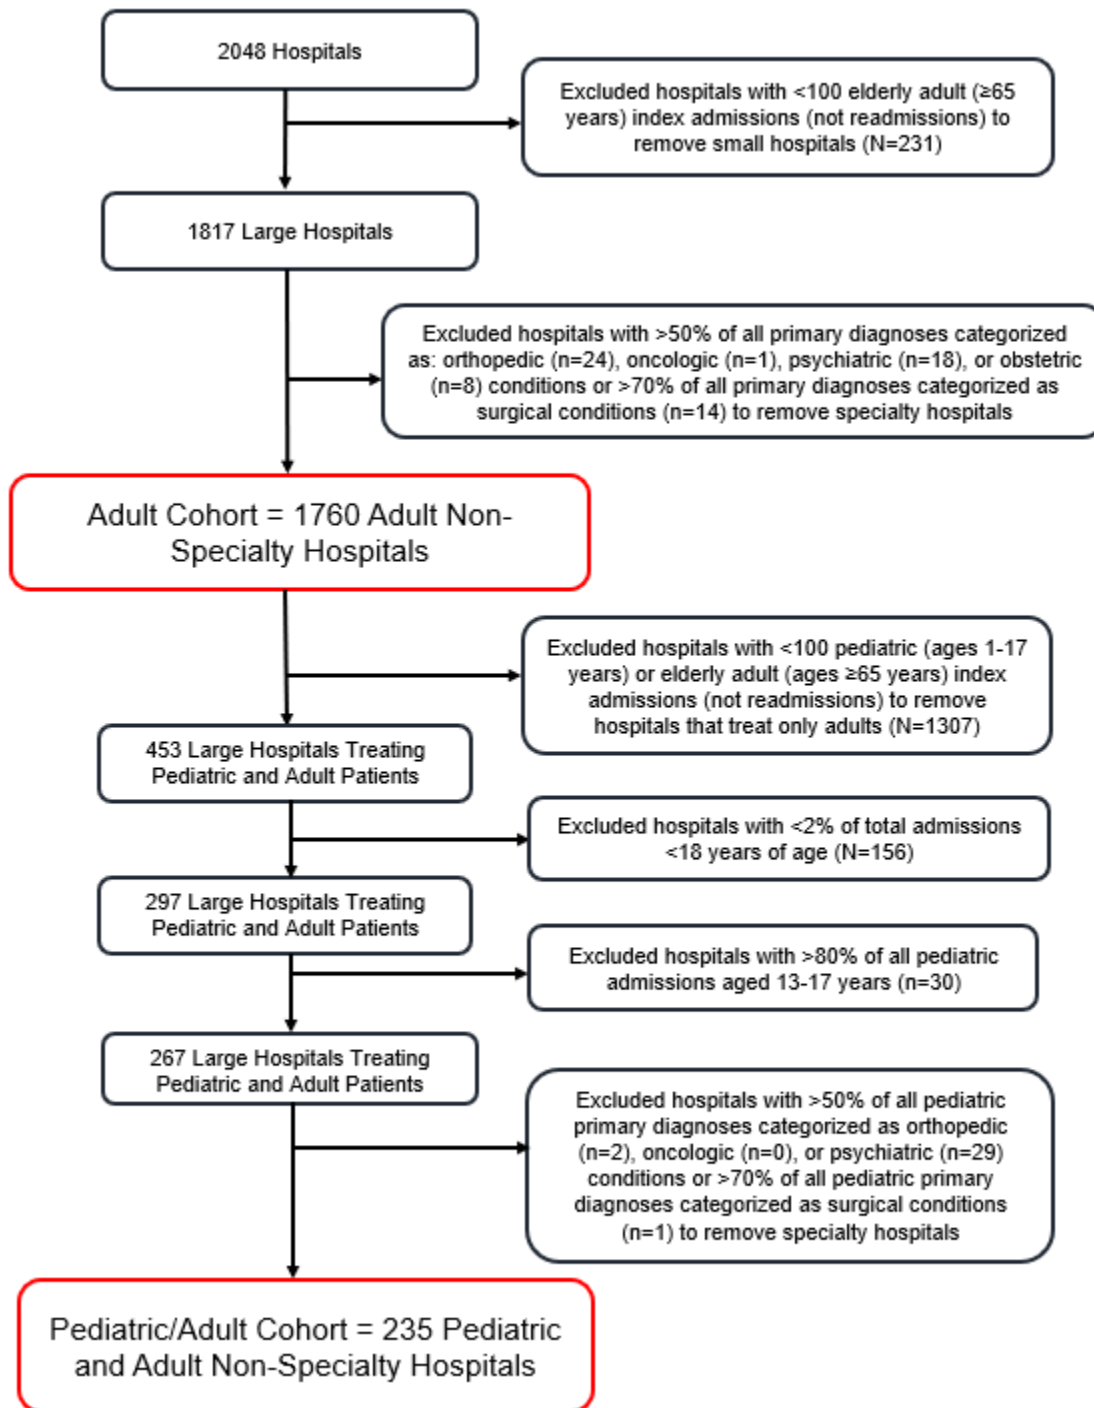 2048 Hospitals
Excluded hospitals with <100 elderly adult (≥65
years) index admissions (not readmissions) to
remove small hospitals (N=231)
1817 Large Hospitals
Excluded hospitals with >50% of all primary diagnoses categorized
as: orthopedic (n=24), oncologic (n=1), psychiatric (n=18), or obstetric
(n=8) conditions or >70% of all primary diagnoses categorized as
surgical conditions (n=14) to remove specialty hospitals
Adult Cohort = 1760 Adult Non-
Specialty Hospitals
Excluded hospitals with <100 pediatric (ages 1-17
years) or elderly adult (ages ≥65 years) index
admissions (not readmissions) to remove
hospitals that treat only adults (N=1307)
453 Large Hospitals Treating
Pediatric and Adult Patients
Excluded hospitals with <2% of total admissions
<18 years of age (N=156)
297 Large Hospitals Treating
Pediatric and Adult Patients
Excluded hospitals with >80% of all pediatric
admissions aged 13-17 years (n=30)
267 Large Hospitals Treating
Pediatric and Adult Patients
Excluded hospitals with >50% of all pediatric
primary diagnoses categorized as orthopedic
(n=2), oncologic (n=0), or psychiatric (n=29)
conditions or >70% of all pediatric primary
diagnoses categorized as surgical conditions
(n=1) to remove specialty hospitals
Pediatric/Adult Cohort = 235 Pediatric
and Adult Non-Specialty Hospitals